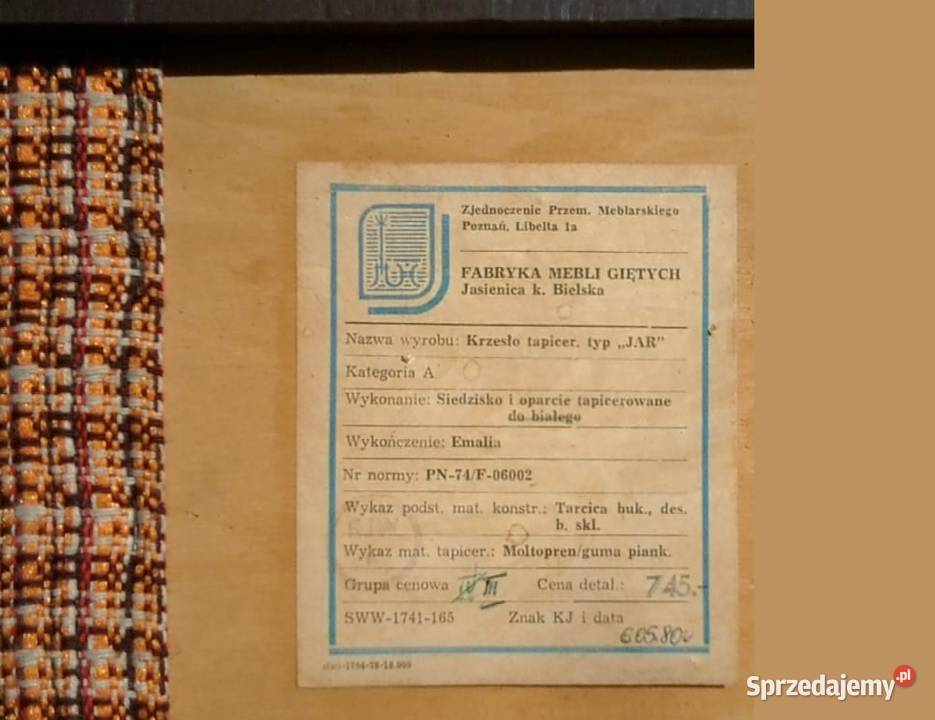 Zjednoczenie Przem. Meblarskiego
Poznań, Libelta 1a
FABRYKA MEBLI GIĘTYCH
Jasienica k. Bielska
Nazwa wyrobu: Krzesło tapicer. typ „JAR"
Kategoria A
Wykonanie: Siedzisko i oparcie tapicerowane
do białego
Wykończenie: Emalia
Nr normy: PN-74/F-06002
Wykaz podst. mat. konstr.: Tarcica buk., des.
b. skl.
Wykaz mat. tapicer.: Moltopren/guma piank.
Grupa cenowa IV III Cena detal.: 745.-
SWW-1741-165 Znak KJ i data
Sprzedajemy.pl